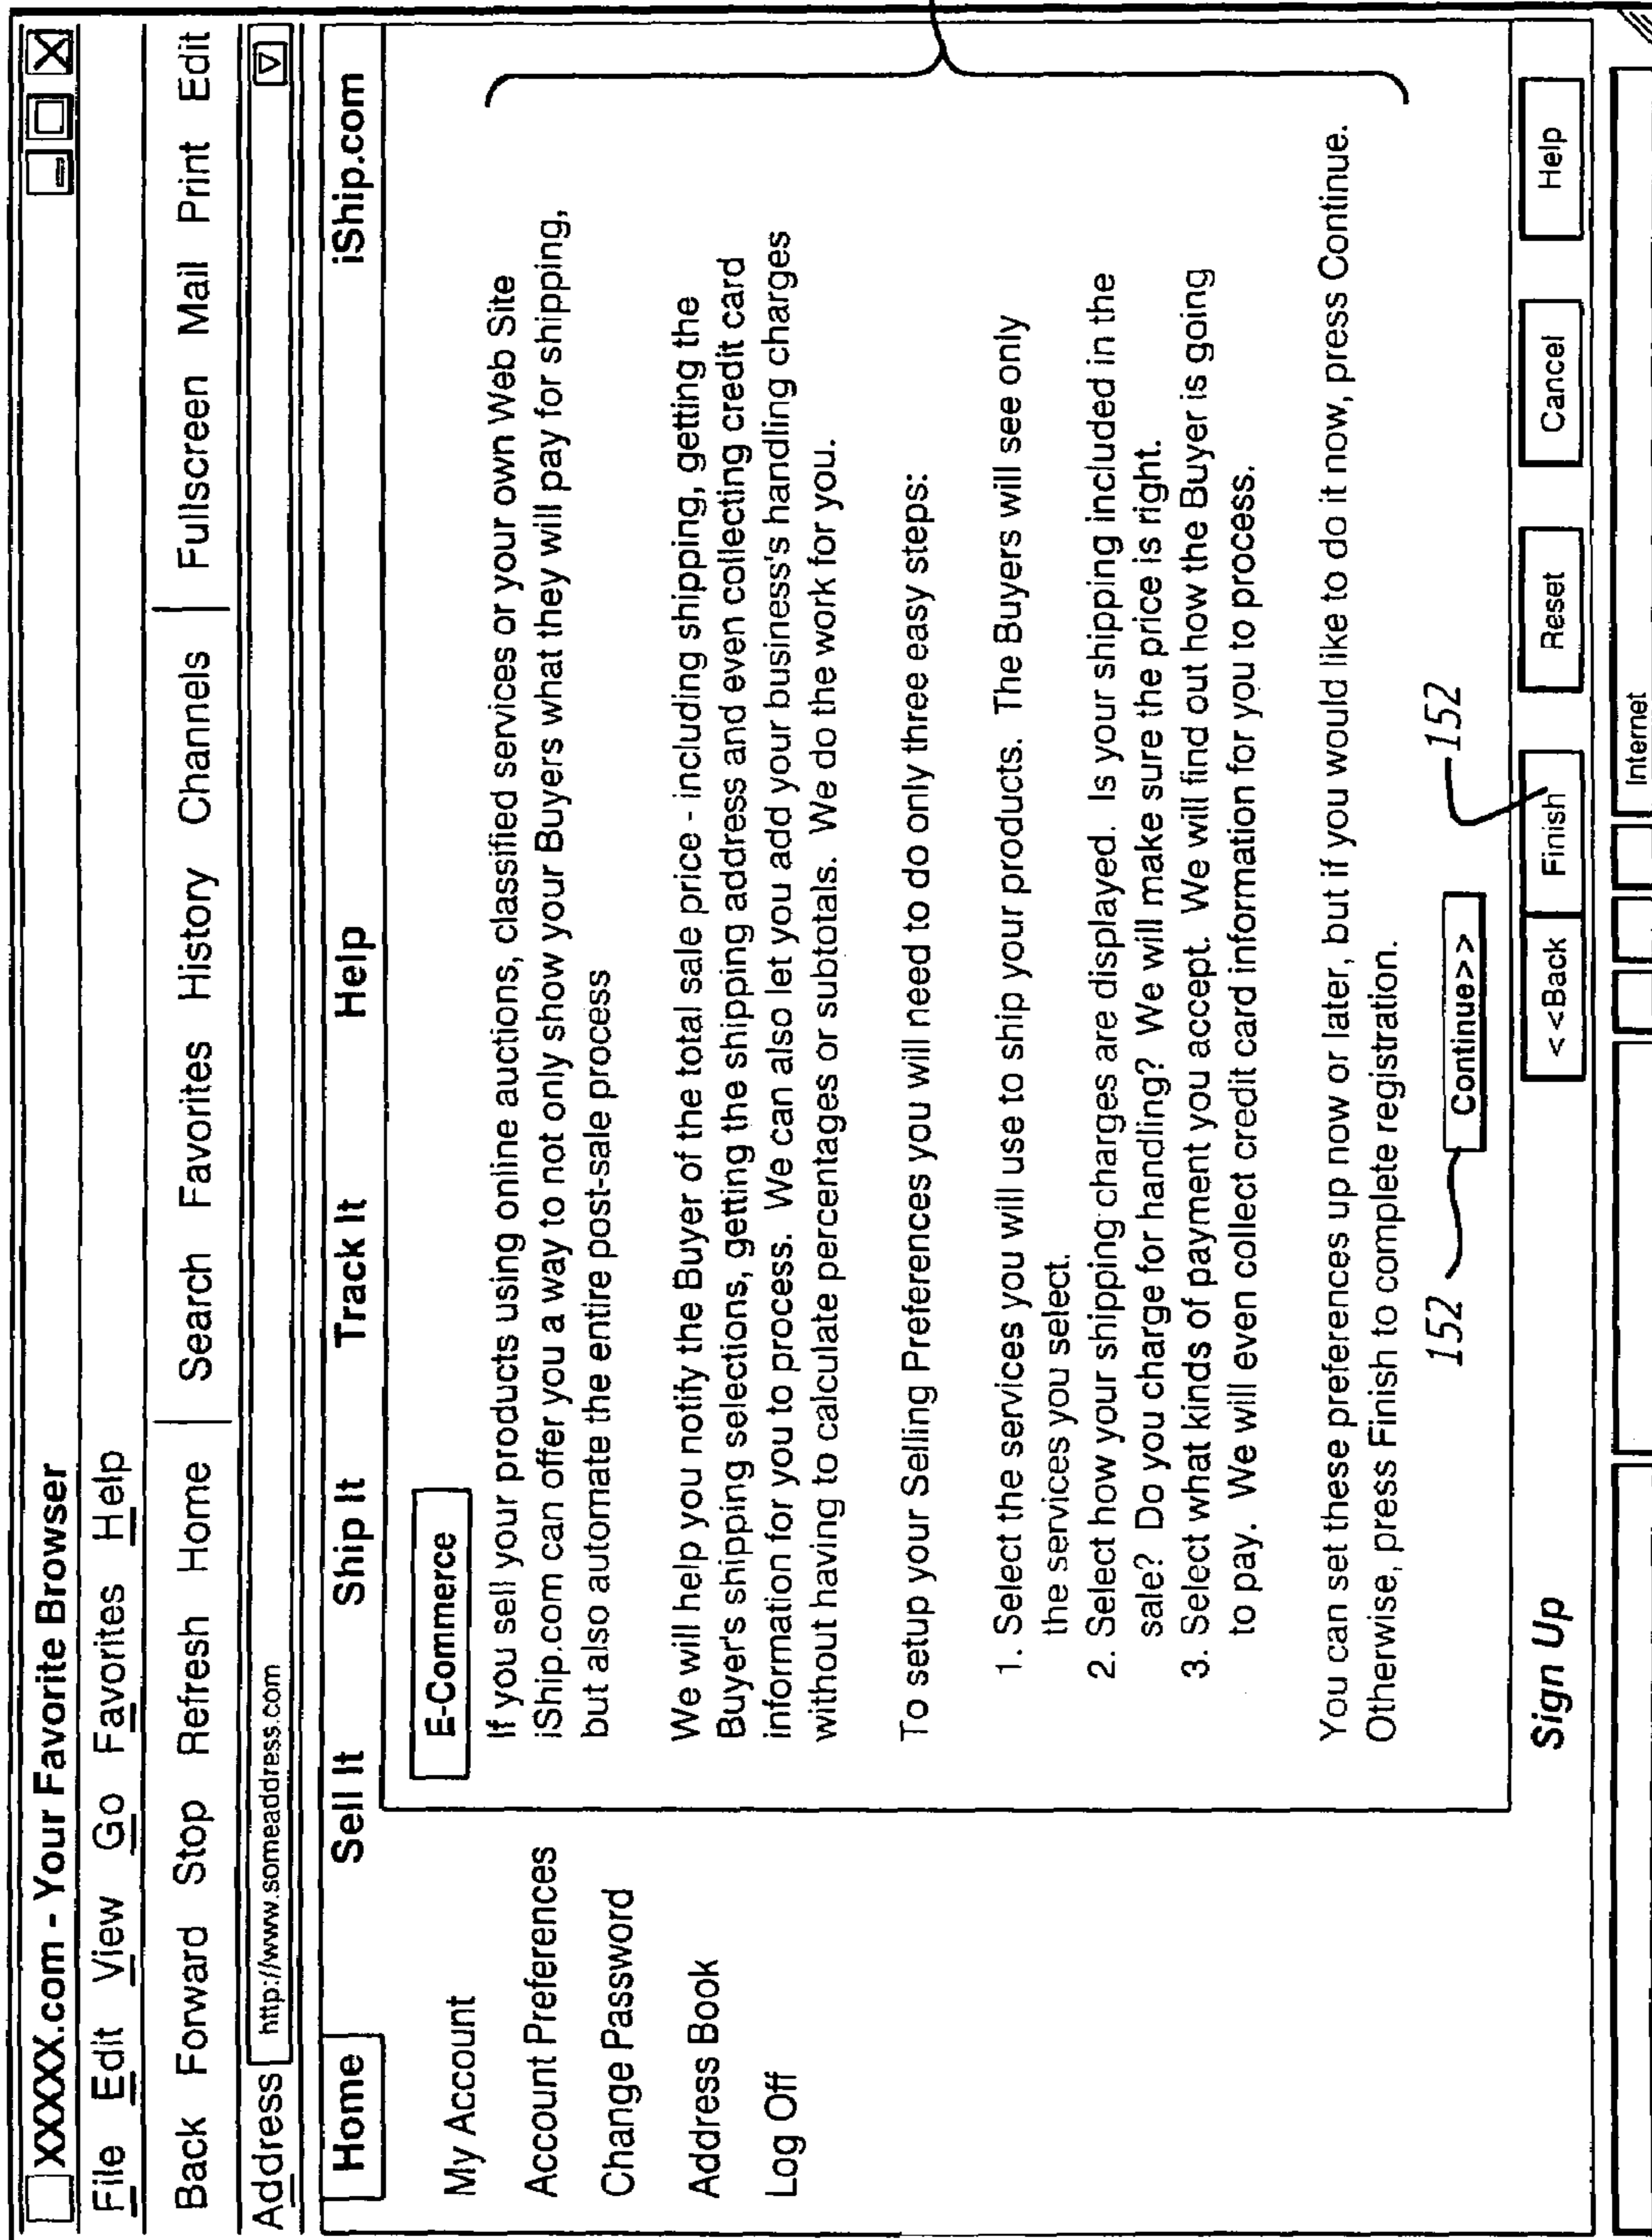 XXXXX.com - Your Favorite Browser
File Edit View Go Favorites Help
Back Forward Stop Refresh Home | Search Favorites History Channels | Fullscreen Mail Print Edit
Address http://www.someaddress.com
Home Sell It Ship It Track It Help iShip.com
My Account
Account Preferences
Change Password
Address Book
Log Off
E-Commerce
If you sell your products using online auctions, classified services or your own Web Site
iShip.com can offer you a way to not only show your Buyers what they will pay for shipping,
but also automate the entire post-sale process
We will help you notify the Buyer of the total sale price - including shipping, getting the
Buyer's shipping selections, getting the shipping address and even collecting credit card
information for you to process. We can also let you add your business's handling charges
without having to calculate percentages or subtotals. We do the work for you.
To setup your Selling Preferences you will need to do only three easy steps:
1. Select the services you will use to ship your products. The Buyers will see only
the services you select.
2. Select how your shipping charges are displayed. Is your shipping included in the
sale? Do you charge for handling? We will make sure the price is right.
3. Select what kinds of payment you accept. We will find out how the Buyer is going
to pay. We will even collect credit card information for you to process.
You can set these preferences up now or later, but if you would like to do it now, press Continue.
Otherwise, press Finish to complete registration.
152 Continue>> 152
Sign Up <<Back Finish Reset Cancel Help
Internet